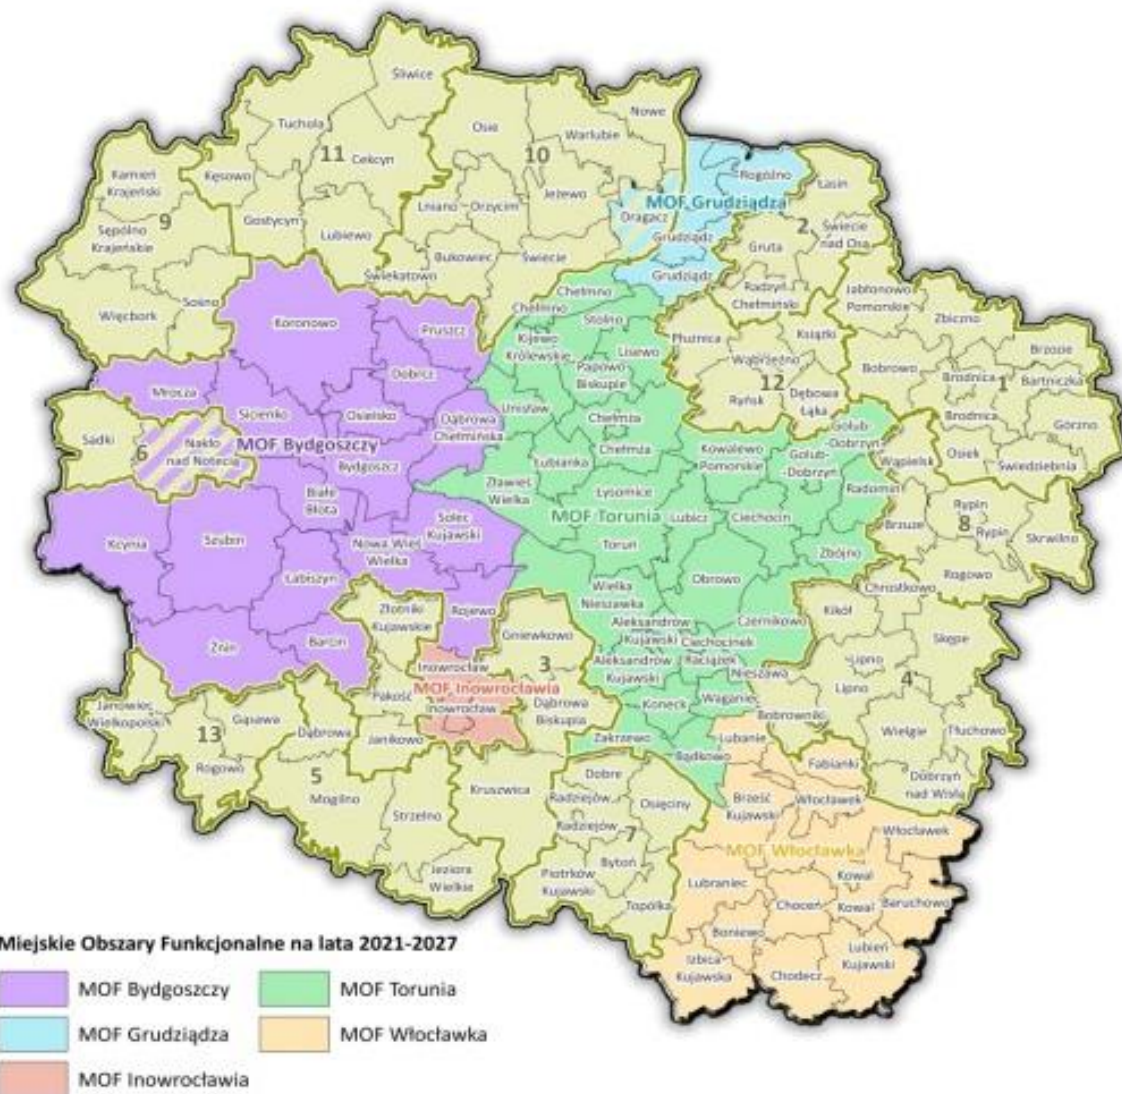 Śliwice
Nowe
Tuchola
Osie
Warlubie
11
Cekcyn
10
Kamień
Krajeński
Kęsowo
Rogóźno
Lasin
Jeżewo
9
Lniano
Drzycim
MOF Grudziądza
Gostycyn
Dragacz
Sępólno
Krajeńskie
Lubiewo
Grudziądz
2
Świecie
nad Osą
Gruta
Bukowiec
Świecie
Świekatowo
Grudziądz
Radzyń
Chełmiński
Jabłonowo
Pomorskie
Sośno
Więcbork
Chełmno
Chełmno
Stolno
Zbiczno
Koronowo
Pruszcz
Kijewo
Królewskie
Płużnica
Książki
Lisewo
Brzozie
Wąbrzeźno
Papowo
Biskupie
Bobrowo
Dobrcz
Brodnica
1
Bartniczka
12
Mrocza
Dębowa
Łąka
Ryńsk
Unisław
Sicienko
Osielsko
Dąbrowa
Chełmińska
Chełmża
Brodnica
Górzno
Golub-
-Dobrzyń
Sadki
6
Nakło
nad Notecią
MOF Bydgoszczy
Chełmża
Kowalewo
Pomorskie
Golub-
-Dobrzyń
Osiek
Wąpielsk
Świedziebnia
Bydgoszcz
Łubianka
Zławieś
Wielka
Łysomice
Radomin
Białe
Błota
Rypin
Brzuze
8
Rypin
Solec
Kujawski
MOF Torunia
Lubicz
Ciechocin
Skrwilno
Kcynia
Szubin
Nowa Wieś
Wielka
Toruń
Zbójno
Rogowo
Łabiszyn
Obrowo
Wielka
Nieszawka
Chrostkowo
Złotniki
Kujawskie
Rojewo
Kikół
Aleksandrów
Kujawski
Czernikowo
Gniewkowo
Skępe
Żnin
Barcin
Ciechocinek
3
Inowrocław
Aleksandrów
Kujawski
Raciążek
Lipno
Nieszawa
4
MOF Inowrocławia
Pakość
Lipno
Waganiec
Inowrocław
Dąbrowa
Biskupia
Koneck
Janowiec
Wielkopolski
Gąsawa
Bobrowniki
13
Dąbrowa
Janikowo
Zakrzewo
Lubanie
Wielgie
Tłuchowo
Bądkowo
Fabianki
Rogowo
5
Dobre
Dobrzyń
nad Wisłą
Kruszwica
Mogilno
Radziejów
Osięciny
Brześć
Kujawski
Włocławek
Strzelno
Radziejów
7
Włocławek
MOF Włocławka
Bytoń
Jeziora
Wielkie
Piotrków
Kujawski
Lubraniec
Kowal
Choceń
Kowal
Baruchowo
Topólka
Boniewo
Lubień
Kujawski
Izbica
Kujawska
Chodecz
Miejskie Obszary Funkcjonalne na lata 2021-2027
MOF Bydgoszczy
MOF Torunia
MOF Grudziądza
MOF Włocławka
MOF Inowrocławia